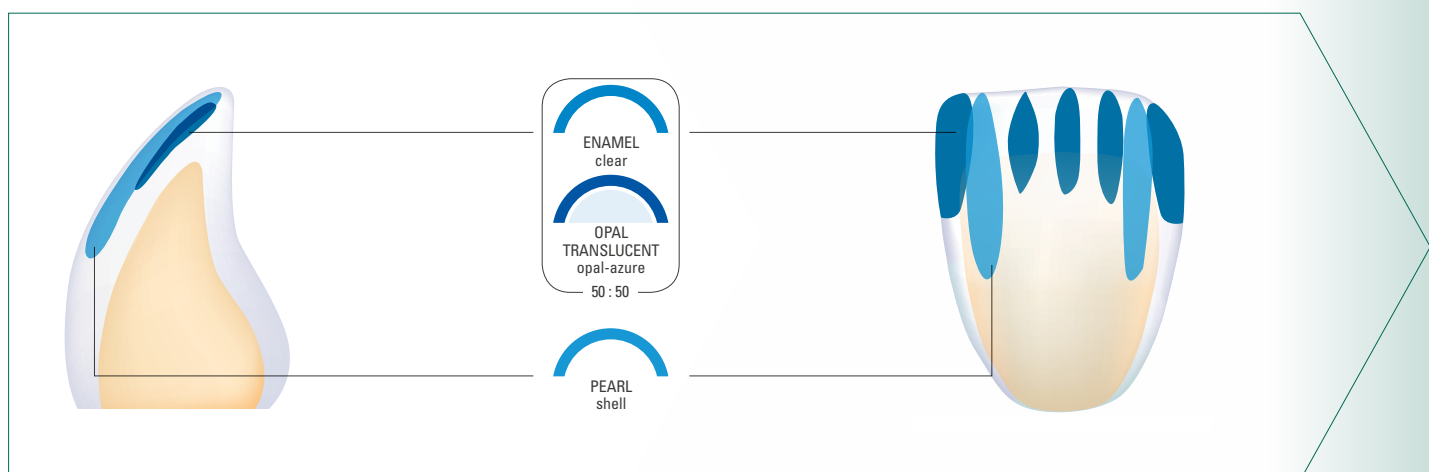 ENAMEL
clear
OPAL
TRANSLUCENT
opal-azure
50 : 50
PEARL
shell